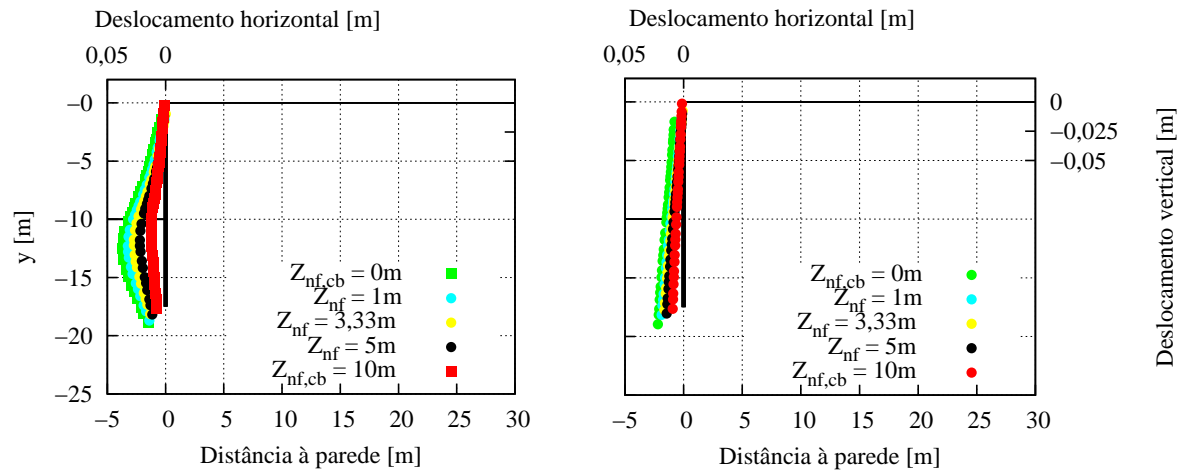 Deslocamento horizontal [m]
0,05 0
−0
−5
−10
−15
−20
−25
y [m]
Z_nf,cb = 0m
Z_nf = 1m
Z_nf = 3,33m
Z_nf = 5m
Z_nf,cb = 10m
−5 0 5 10 15 20 25 30
Distância à parede [m]
Deslocamento horizontal [m]
0,05 0
0
−0,025
−0,05
Deslocamento vertical [m]
Z_nf,cb = 0m
Z_nf = 1m
Z_nf = 3,33m
Z_nf = 5m
Z_nf,cb = 10m
−5 0 5 10 15 20 25 30
Distância à parede [m]